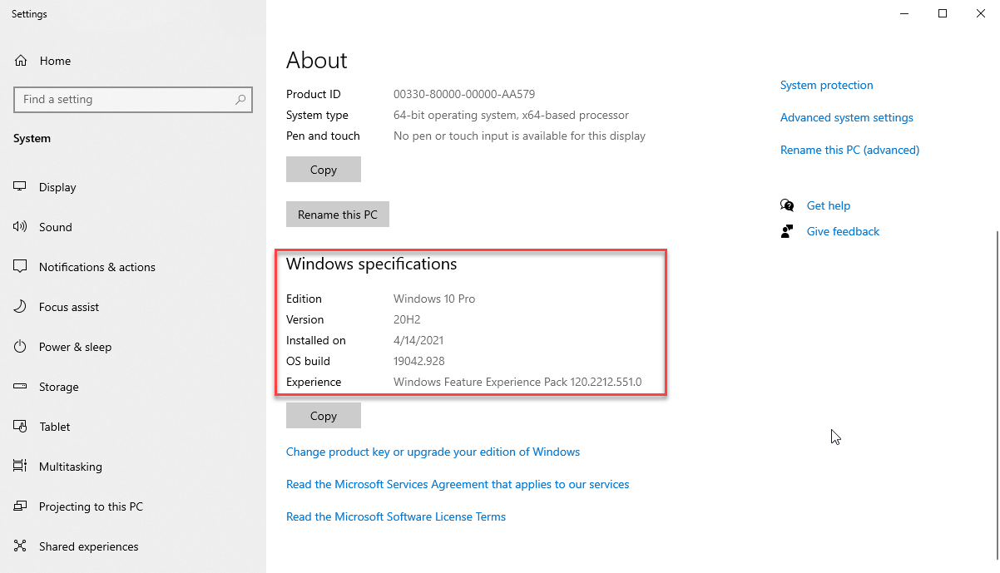 Settings
Home
Find a setting
System
Display
Sound
Notifications & actions
Focus assist
Power & sleep
Storage
Tablet
Multitasking
Projecting to this PC
Shared experiences
About
Product ID 00330-80000-00000-AA579
System type 64-bit operating system, x64-based processor
Pen and touch No pen or touch input is available for this display
Copy
Rename this PC
Windows specifications
Edition Windows 10 Pro
Version 20H2
Installed on 4/14/2021
OS build 19042.928
Experience Windows Feature Experience Pack 120.2212.551.0
Copy
Change product key or upgrade your edition of Windows
Read the Microsoft Services Agreement that applies to our services
Read the Microsoft Software License Terms
System protection
Advanced system settings
Rename this PC (advanced)
Get help
Give feedback